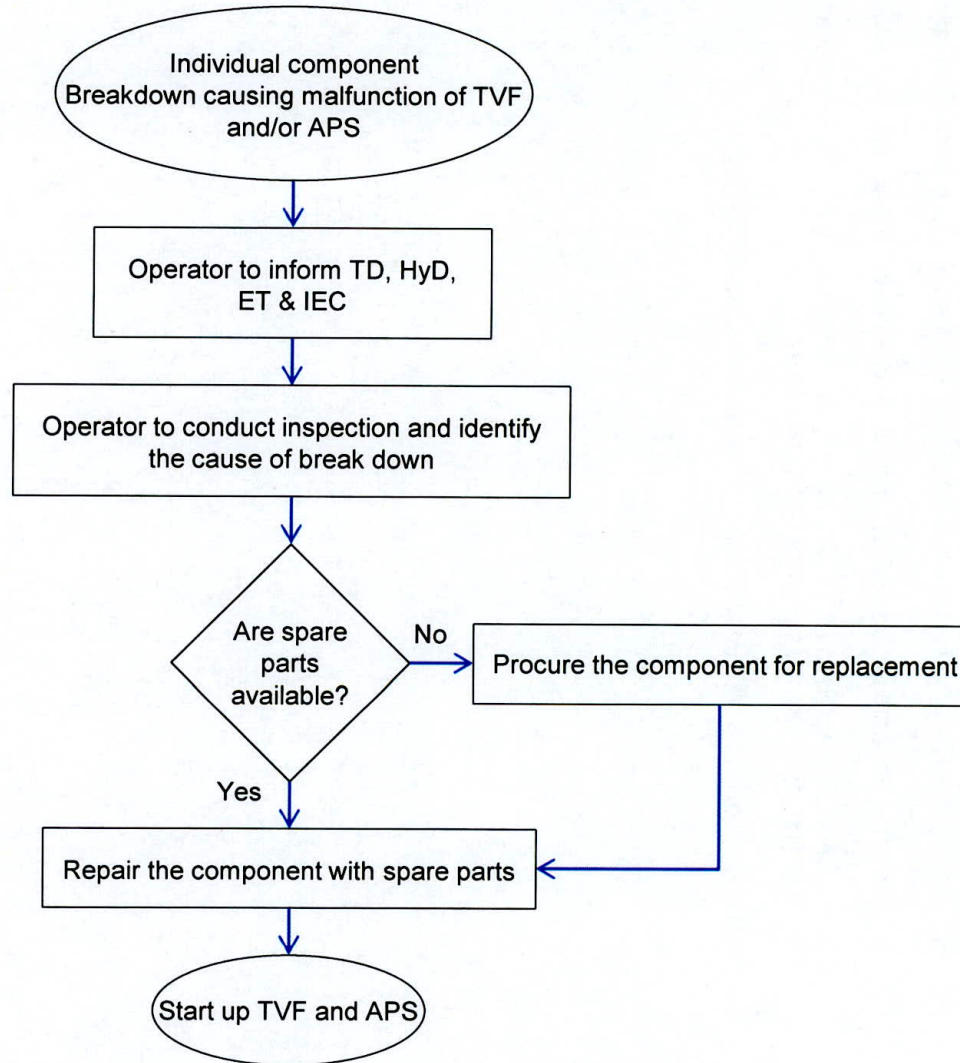 Individual component
Breakdown causing malfunction of TVF
and/or APS
Operator to inform TD, HyD,
ET & IEC
Operator to conduct inspection and identify
the cause of break down
Are spare
parts
available?
No
Procure the component for replacement
Yes
Repair the component with spare parts
Start up TVF and APS